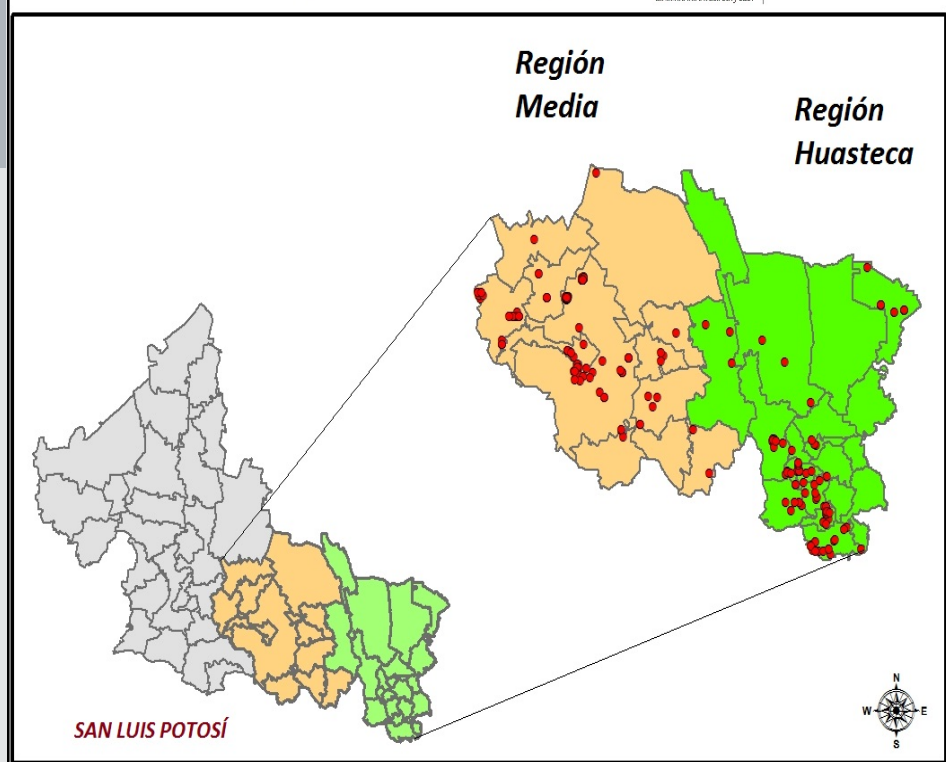 Región
Media
Región
Huasteca
SAN LUIS POTOSÍ
N
W E
S